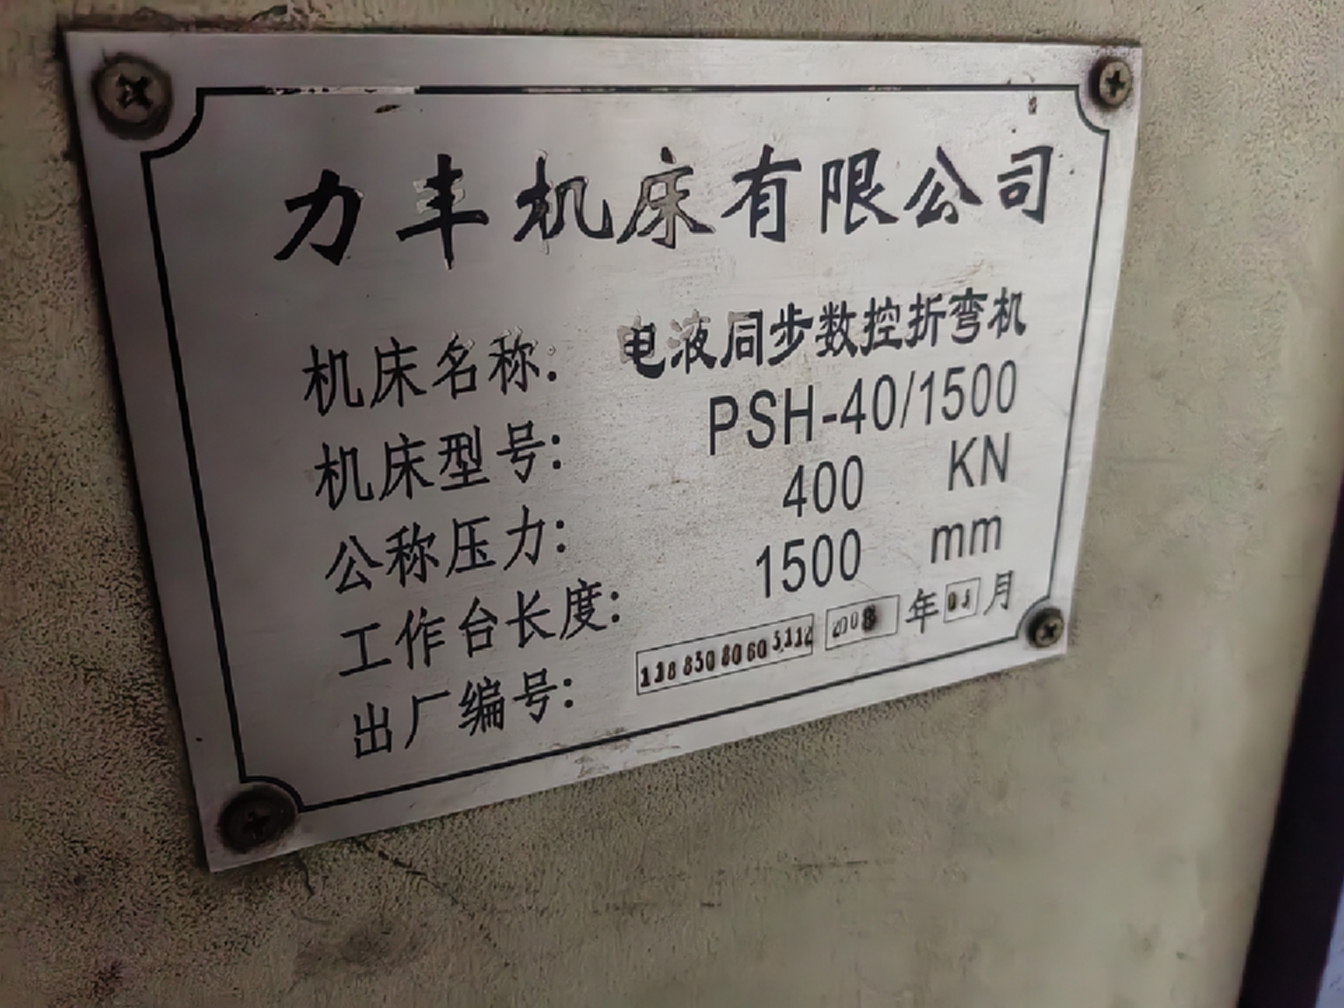 力丰机床有限公司
机床名称: 电液同步数控折弯机
机床型号: PSH-40/1500
公称压力: 400 KN
工作台长度: 1500 mm
出厂编号: 2008 年 月